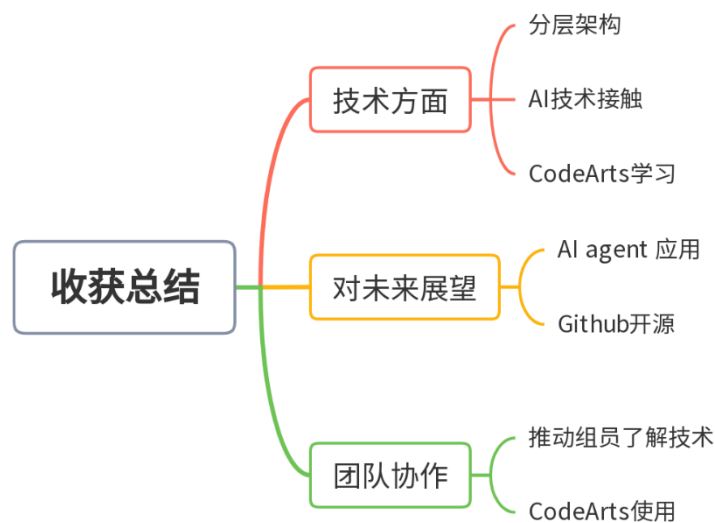 收获总结
技术方面
分层架构
AI技术接触
CodeArts学习
对未来展望
AI agent 应用
Github开源
团队协作
推动组员了解技术
CodeArts使用